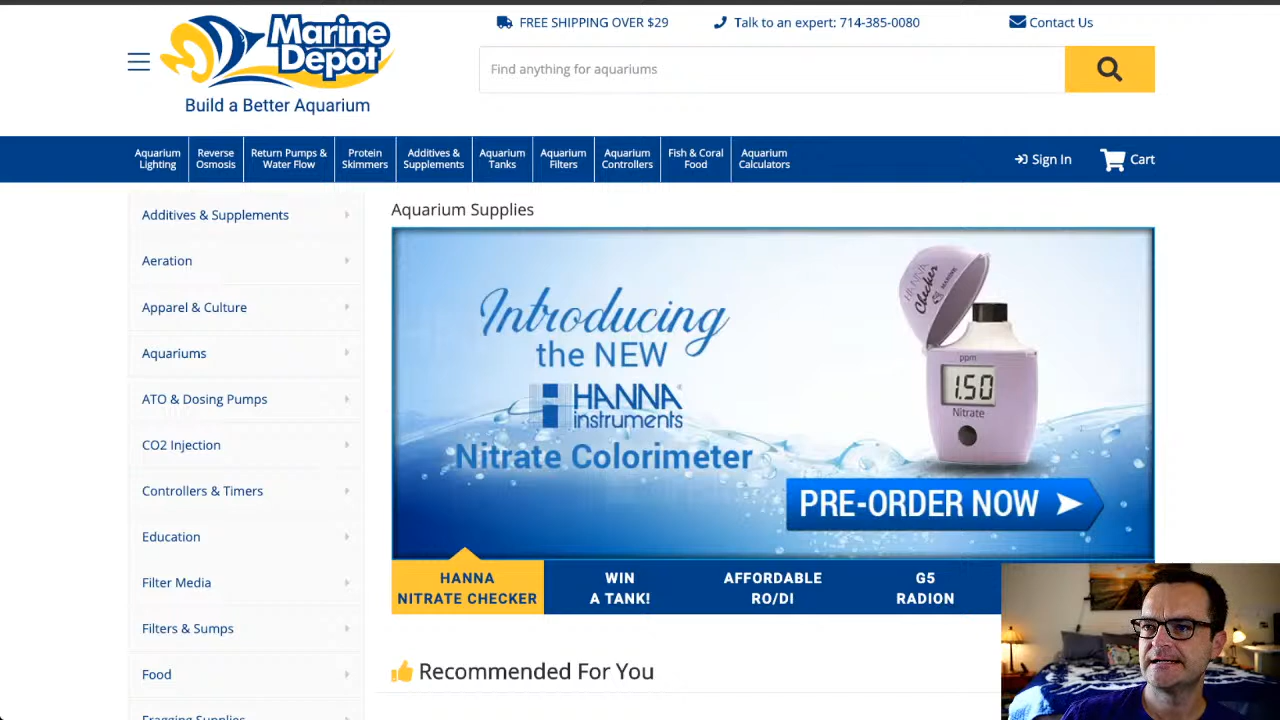 Marine
Depot
Build a Better Aquarium
FREE SHIPPING OVER $29
Talk to an expert: 714-385-0080
Contact Us
Find anything for aquariums
Aquarium
Lighting
Reverse
Osmosis
Return Pumps &
Water Flow
Protein
Skimmers
Additives &
Supplements
Aquarium
Tanks
Aquarium
Filters
Aquarium
Controllers
Fish & Coral
Food
Aquarium
Calculators
Sign In
Cart
Additives & Supplements
Aeration
Apparel & Culture
Aquariums
ATO & Dosing Pumps
CO2 Injection
Controllers & Timers
Education
Filter Media
Filters & Sumps
Food
Fragging Supplies
Aquarium Supplies
Introducing
the NEW
HANNA
instruments
Nitrate Colorimeter
HANNA
Checker
ppm
1.50
Nitrate
PRE-ORDER NOW
HANNA
NITRATE CHECKER
WIN
A TANK!
AFFORDABLE
RO/DI
G5
RADION
Recommended For You